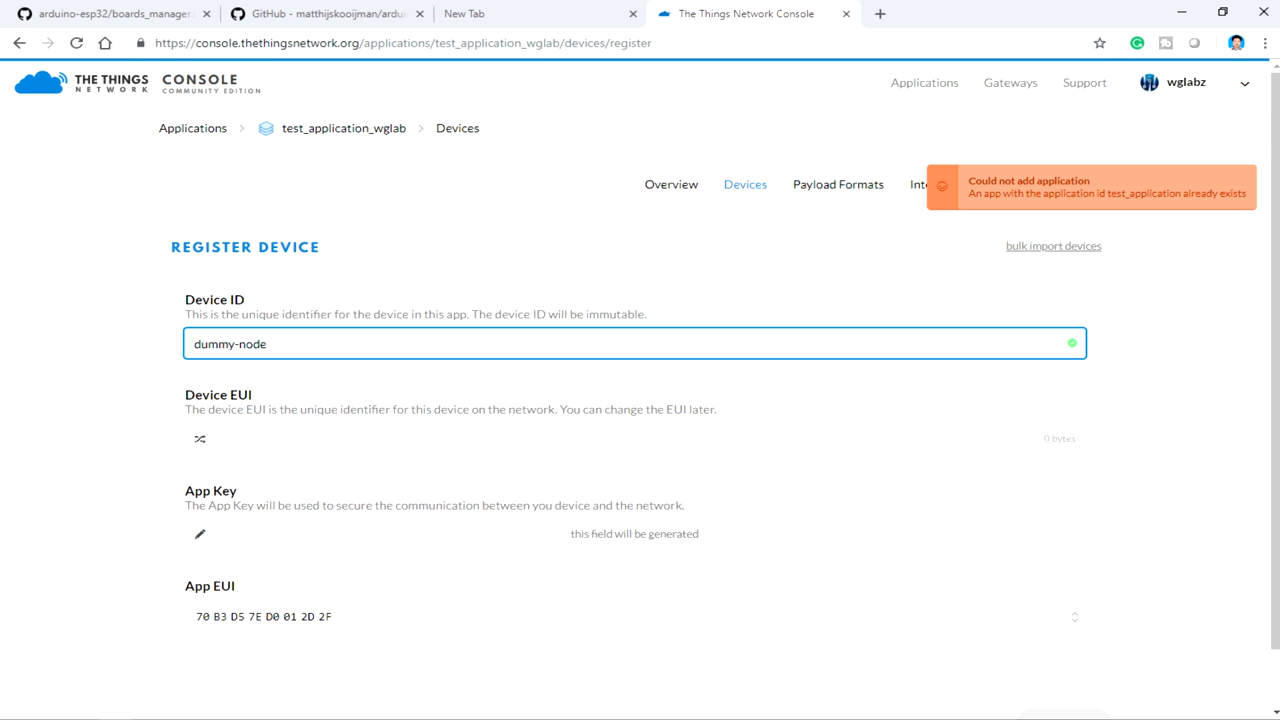 arduino-esp32/boards_manager.
GitHub - matthijskooijman/ardui
New Tab
The Things Network Console
https://console.thethingsnetwork.org/applications/test_application_wglab/devices/register
THE THINGS NETWORK
CONSOLE
COMMUNITY EDITION
Applications
Gateways
Support
wglabz
Applications
test_application_wglab
Devices
Overview
Devices
Payload Formats
Inte
Could not add application
An app with the application id test_application already exists
REGISTER DEVICE
bulk import devices
Device ID
This is the unique identifier for the device in this app. The device ID will be immutable.
dummy-node
Device EUI
The device EUI is the unique identifier for this device on the network. You can change the EUI later.
0 bytes
App Key
The App Key will be used to secure the communication between you device and the network.
this field will be generated
App EUI
70 B3 D5 7E D0 01 2D 2F